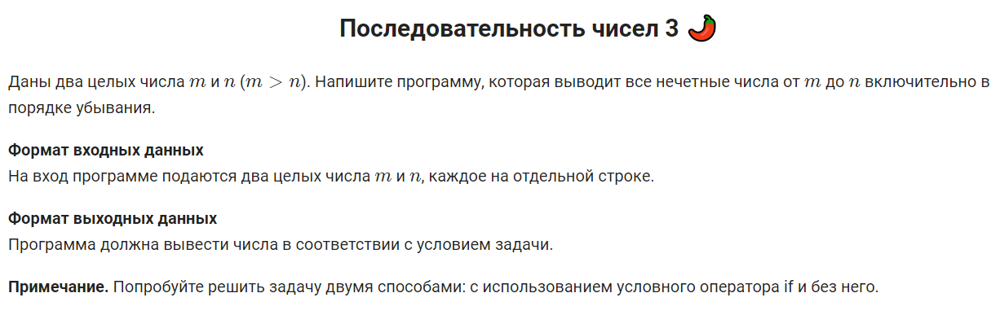 Последовательность чисел 3 🌶️
Даны два целых числа m и n (m > n). Напишите программу, которая выводит все нечетные числа от m до n включительно в
порядке убывания.
Формат входных данных
На вход программе подаются два целых числа m и n, каждое на отдельной строке.
Формат выходных данных
Программа должна вывести числа в соответствии с условием задачи.
Примечание. Попробуйте решить задачу двумя способами: с использованием условного оператора if и без него.